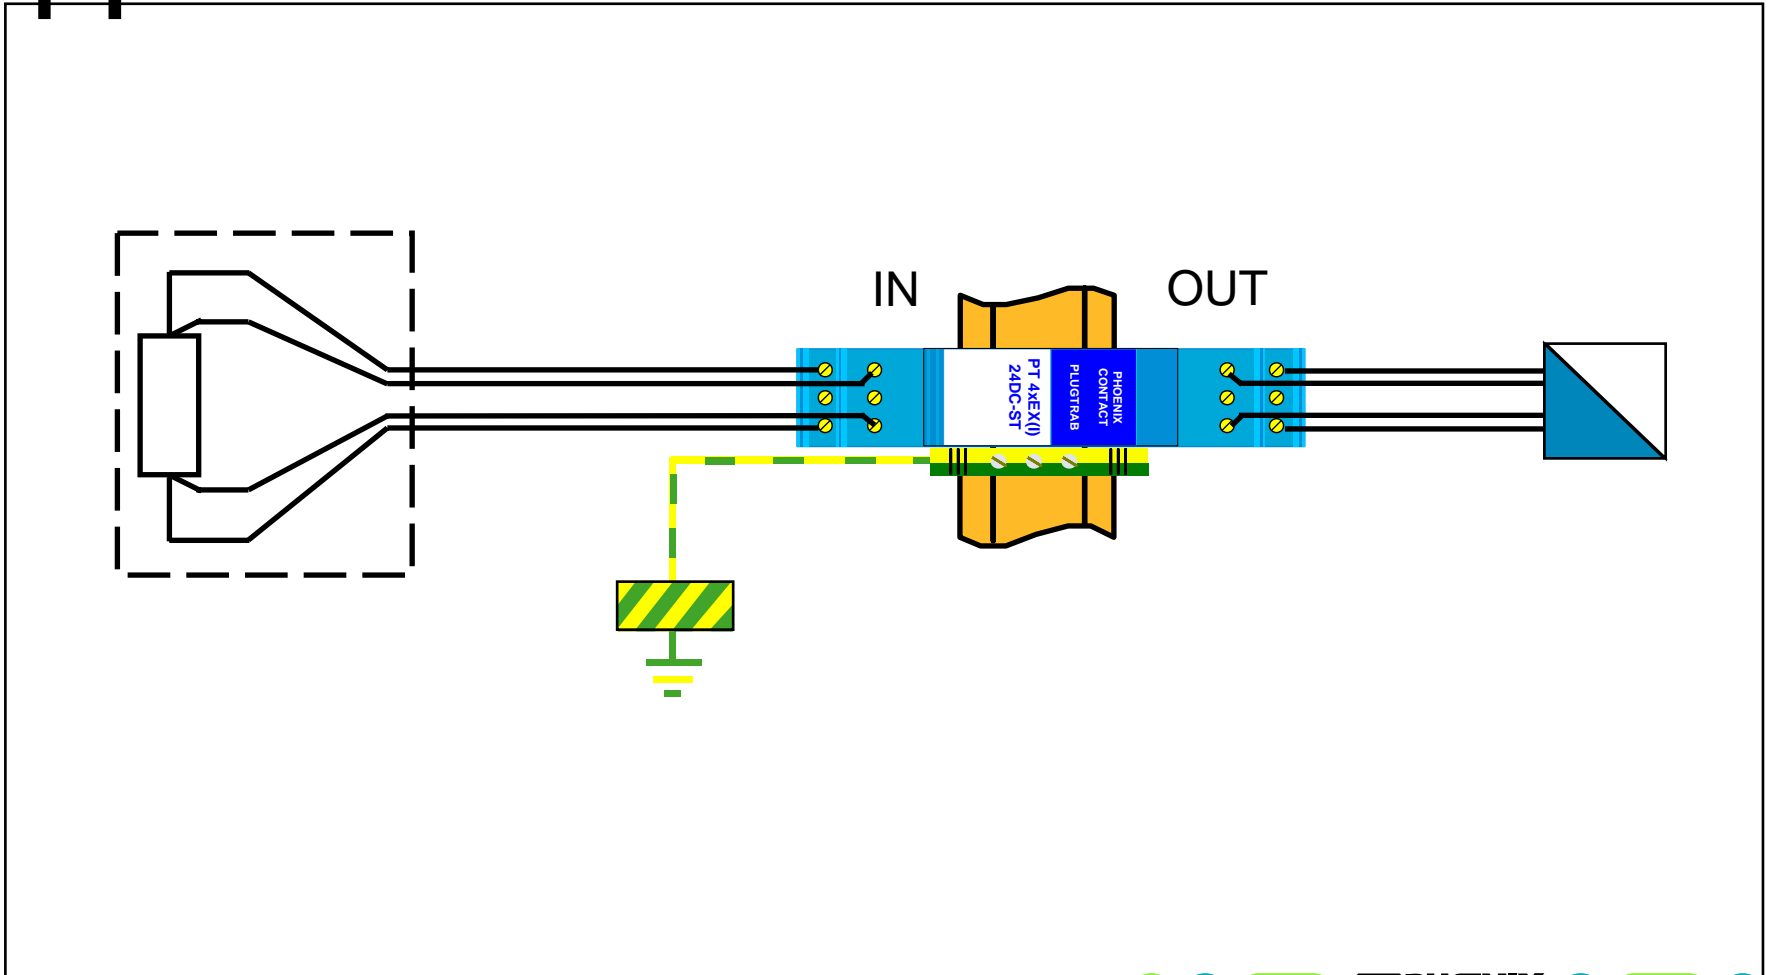 IN
OUT
PT 4xEX(I)
24DC-ST
PHOENIX
CONTACT
PLUGTRAB